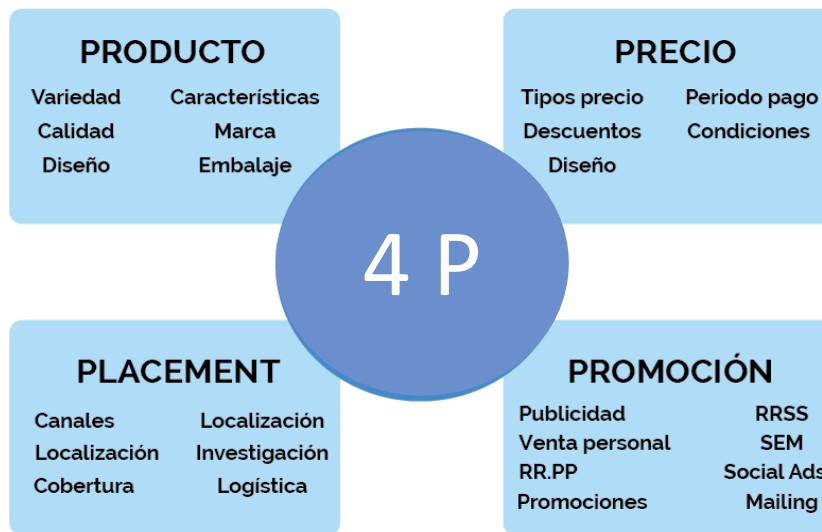 PRODUCTO
Variedad Características
Calidad Marca
Diseño Embalaje
PRECIO
Tipos precio Periodo pago
Descuentos Condiciones
Diseño
4 P
PLACEMENT
Canales Localización
Localización Investigación
Cobertura Logística
PROMOCIÓN
Publicidad RRSS
Venta personal SEM
RR.PP Social Ads
Promociones Mailing